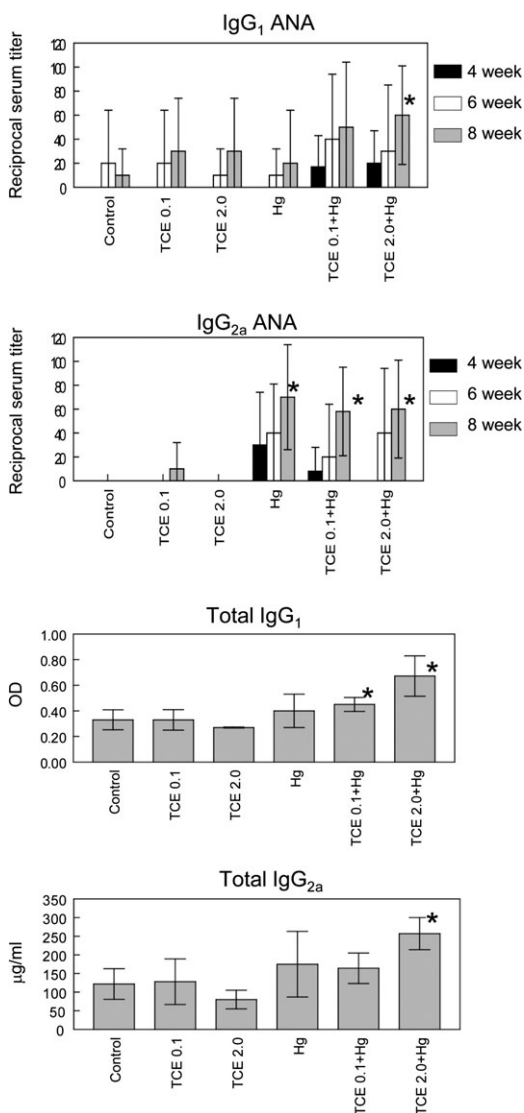 IgG1 ANA
Reciprocal serum titer
120
100
80
60
40
20
0
*
4 week
6 week
8 week
Control
TCE 0.1
TCE 2.0
Hg
TCE 0.1+Hg
TCE 2.0+Hg
IgG2a ANA
Reciprocal serum titer
120
100
80
60
40
20
0
* * *
4 week
6 week
8 week
Control
TCE 0.1
TCE 2.0
Hg
TCE 0.1+Hg
TCE 2.0+Hg
Total IgG1
OD
1.00
0.80
0.60
0.40
0.20
0.00
* *
Control
TCE 0.1
TCE 2.0
Hg
TCE 0.1+Hg
TCE 2.0+Hg
Total IgG2a
µg/ml
350
300
250
200
150
100
50
0
*
Control
TCE 0.1
TCE 2.0
Hg
TCE 0.1+Hg
TCE 2.0+Hg